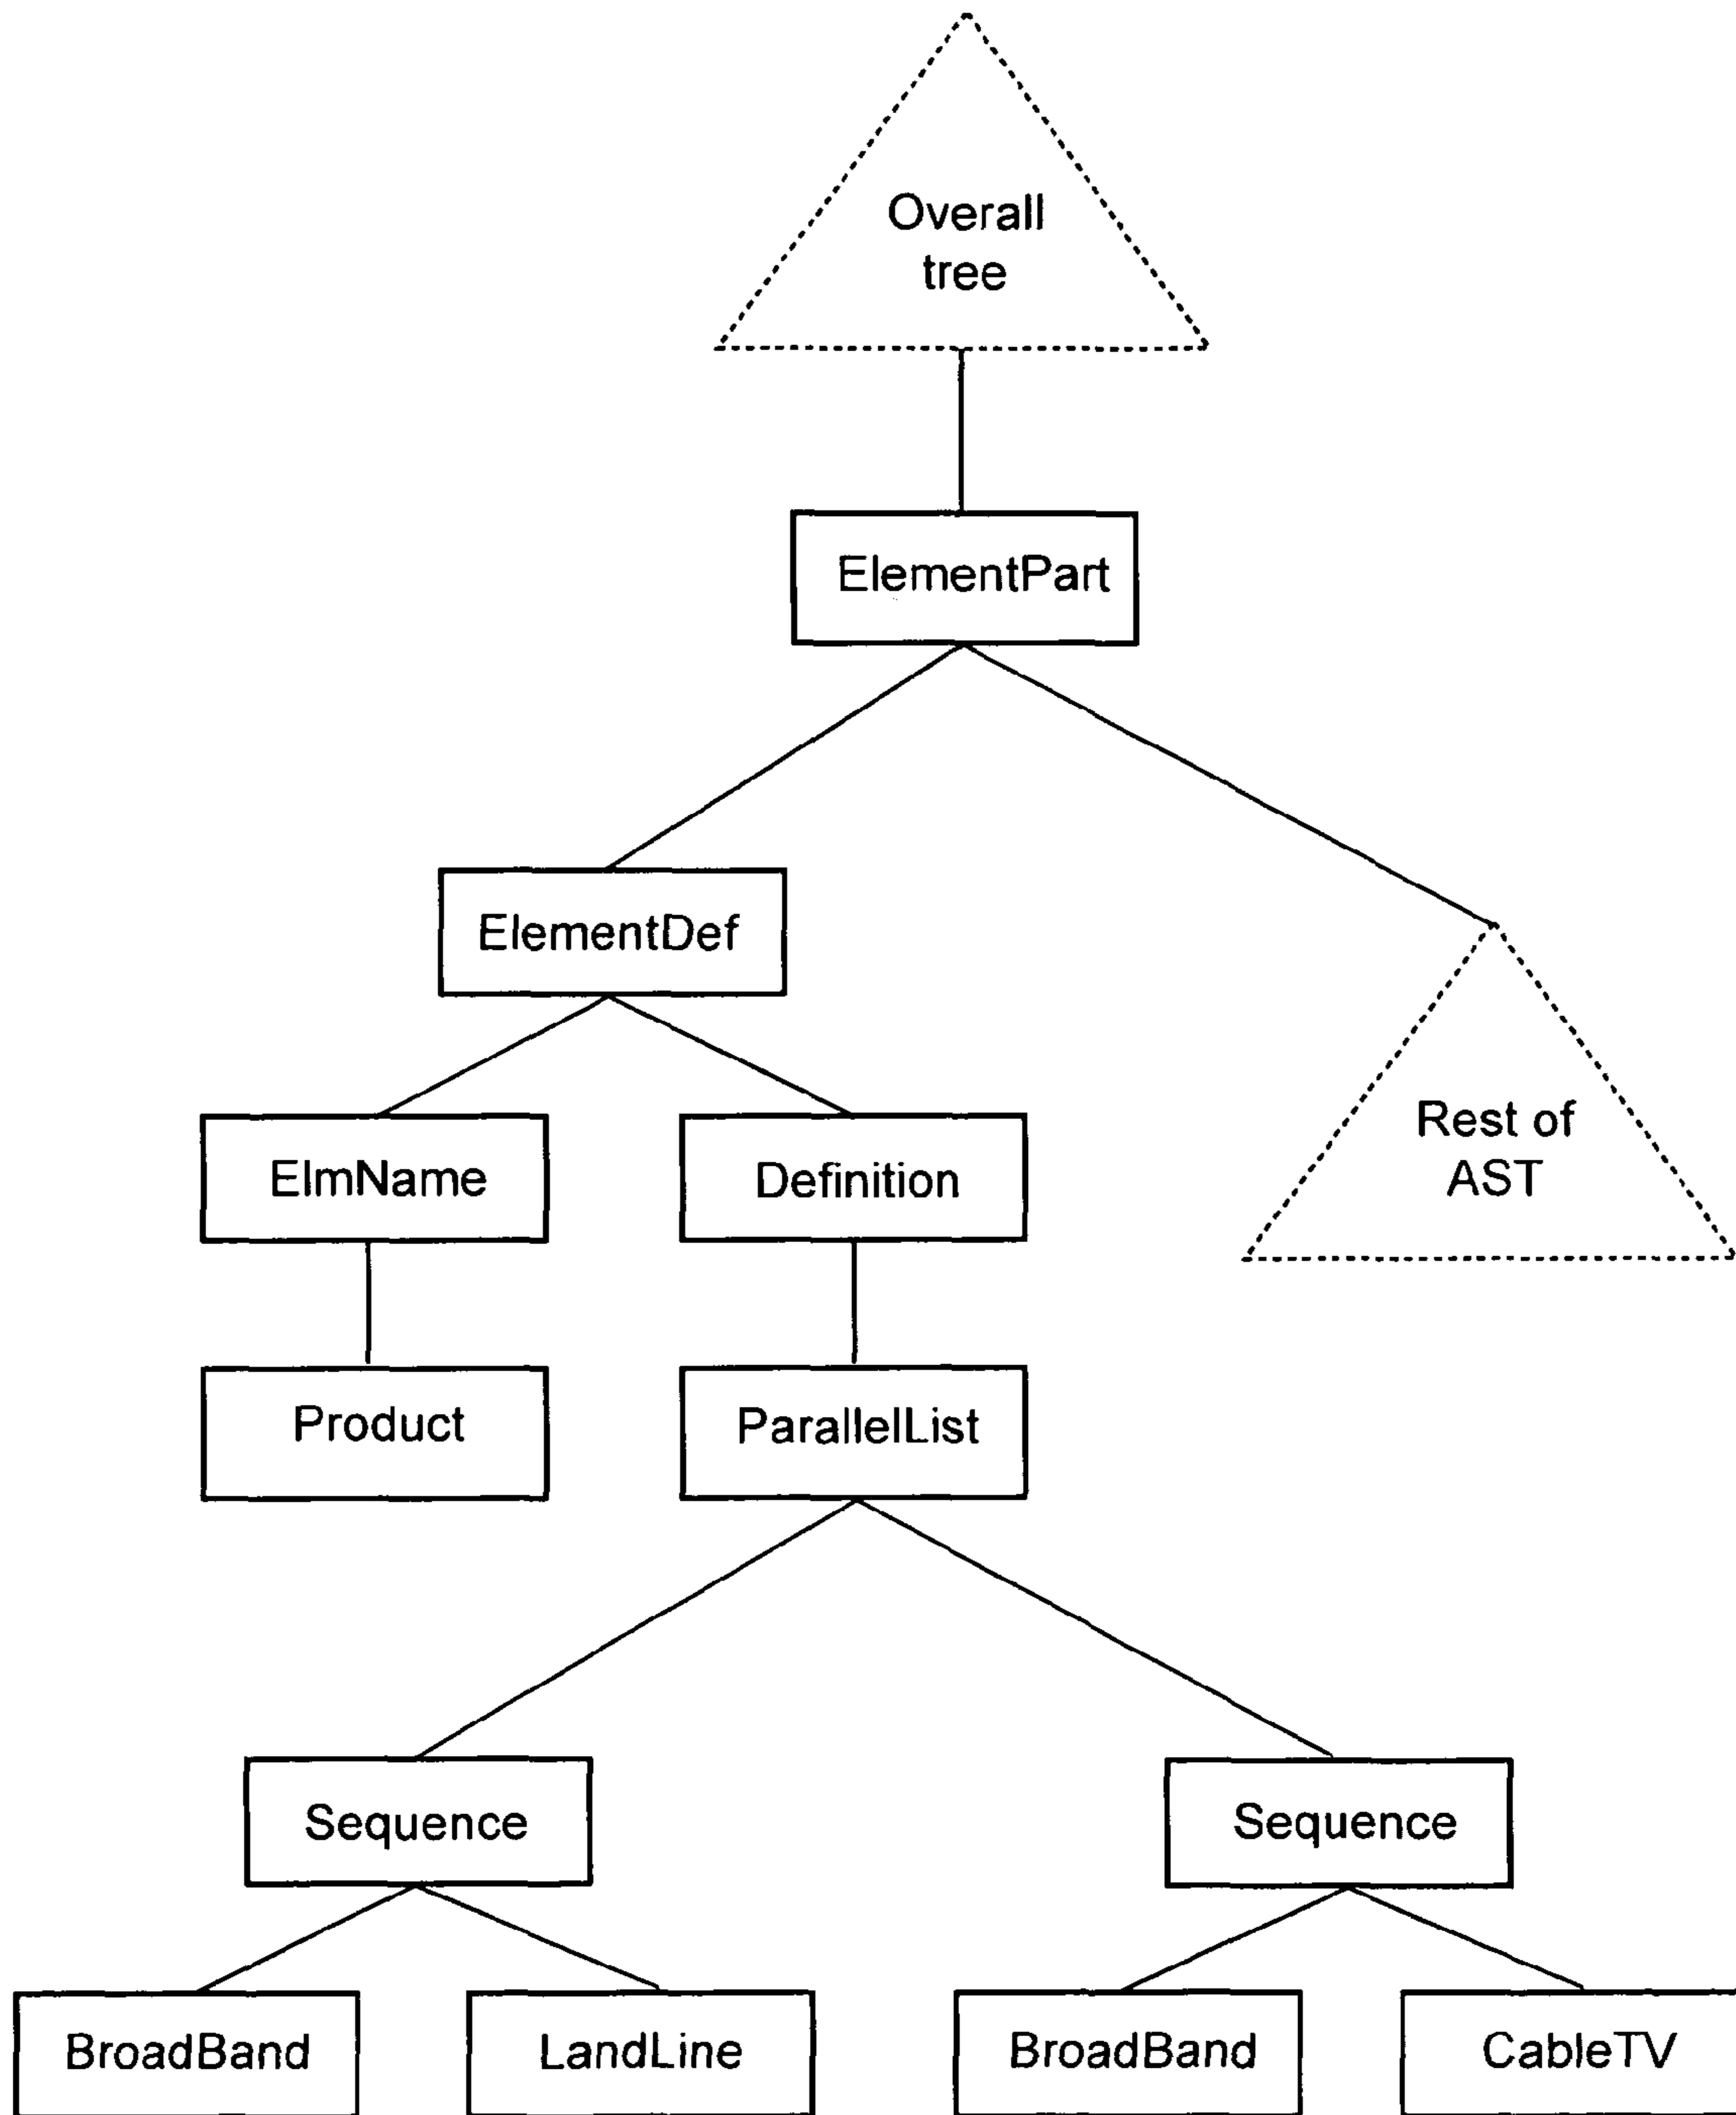 Overall
tree
ElementPart
ElementDef
ElmName
Definition
Rest of
AST
Product
ParallelList
Sequence
Sequence
BroadBand
LandLine
BroadBand
CableTV